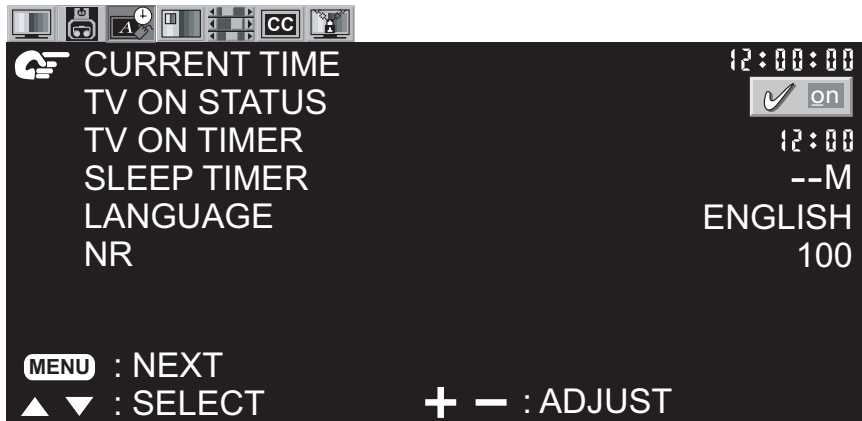 A CC
CURRENT TIME 12:00:00
TV ON STATUS on
TV ON TIMER 12:00
SLEEP TIMER --M
LANGUAGE ENGLISH
NR 100
MENU : NEXT
▲ ▼ : SELECT + - : ADJUST